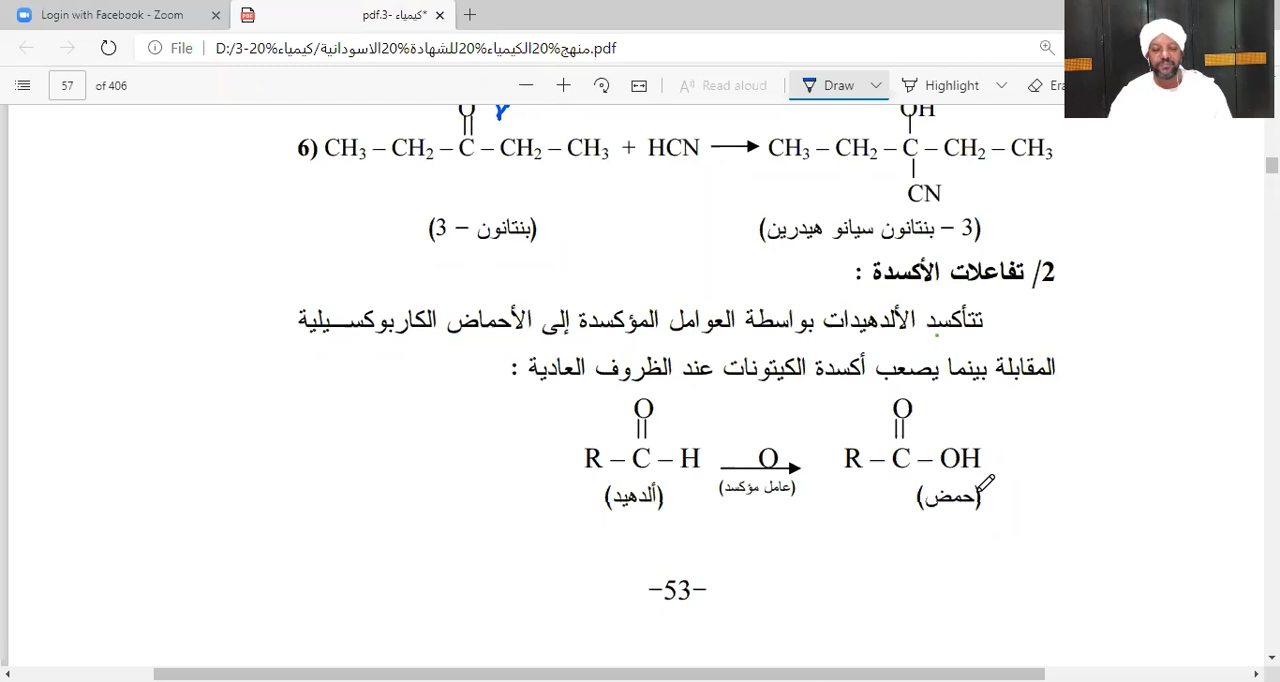 Login with Facebook - Zoom
كيمياء -3.pdf*
File
D:/3-20%كيمياء/منهج%20الكيمياء%20للشهادة%20السودانية.pdf
57 of 406
Read aloud
Draw
Highlight
Era
O
OH
6) CH3 – CH2 – C – CH2 – CH3 + HCN ⟶ CH3 – CH2 – C – CH2 – CH3
CN
(بنتانون – 3)
(3 – بنتانون سيانو هيدرين)
2/ تفاعلات الأكسدة :
تتأكسد الألدهيدات بواسطة العوامل المؤكسدة إلى الأحماض الكاربوكسيلية
المقابلة بينما يصعب أكسدة الكيتونات عند الظروف العادية :
O O
R – C – H O R – C – OH
(ألدهيد) (عامل مؤكسد) (حمض)
–53–